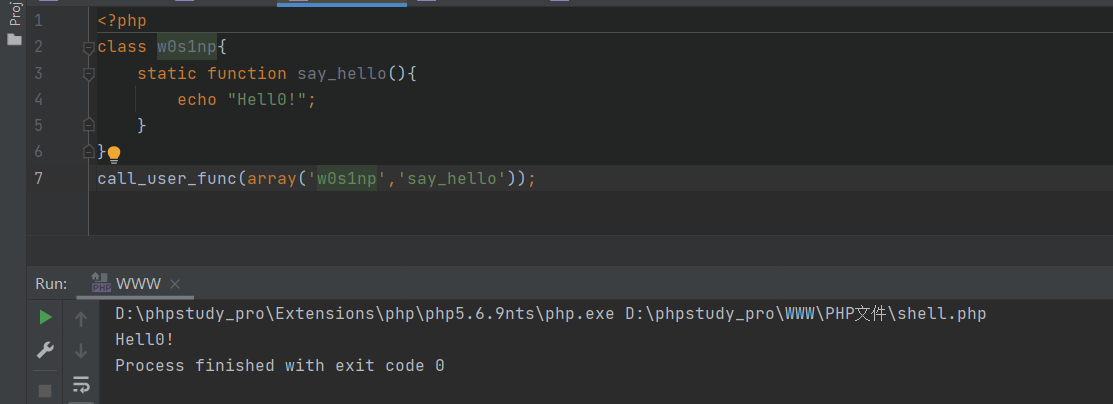 Proj
1 <?php
2 class w0s1np{
3 static function say_hello(){
4 echo "Hell0!";
5 }
6 }
7 call_user_func(array('w0s1np','say_hello'));
Run: PHP WWW
D:\phpstudy_pro\Extensions\php\php5.6.9nts\php.exe D:\phpstudy_pro\WWW\PHP文件\shell.php
Hell0!
Process finished with exit code 0